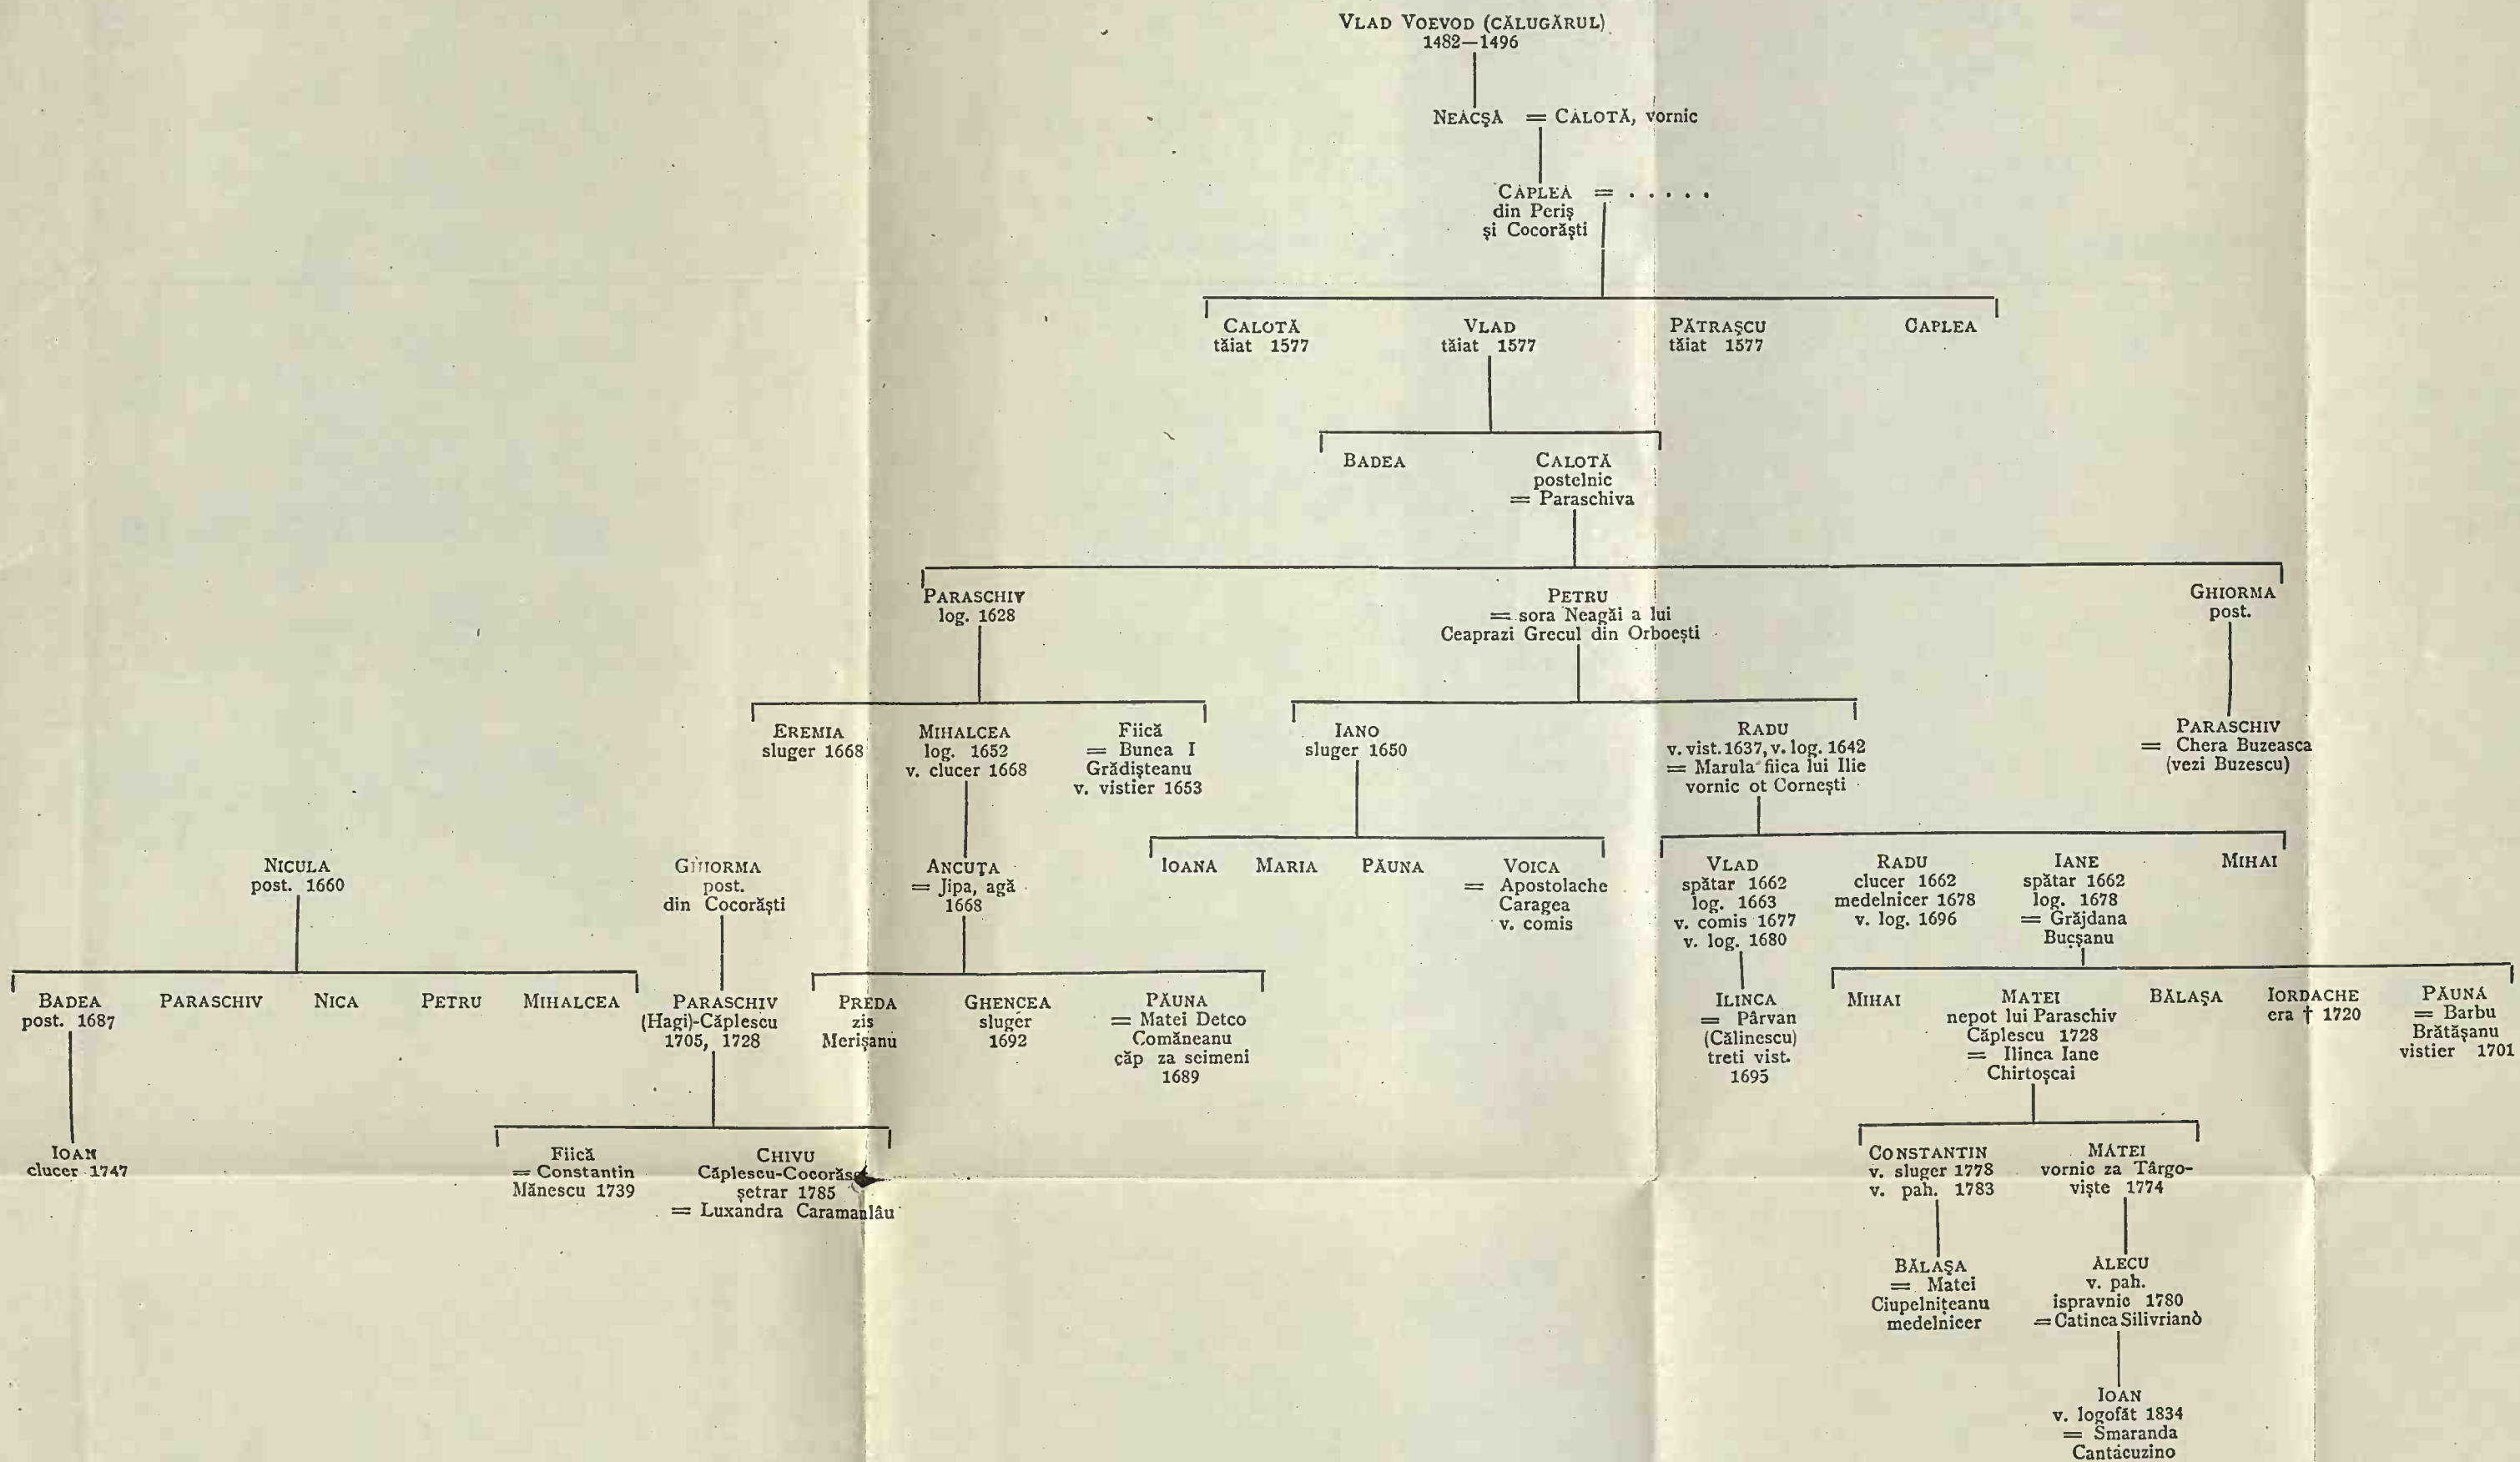 VLAD VOEVOD (CĂLUGĂRUL)
1482—1496
NEACŞA = CALOTĂ, vornic
CAPLEA = . . . . .
din Periş
şi Cocorăşti
CALOTĂ
tăiat 1577
VLAD
tăiat 1577
PĂTRAŞCU
tăiat 1577
CAPLEA
BADEA
CALOTĂ
postelnic
= Paraschiva
PARASCHIV
log. 1628
PETRU
= sora Neagăi a lui
Ceaprazi Grecul din Orboeşti
GHIORMA
post.
EREMIA
sluger 1668
MIHALCEA
log. 1652
v. clucer 1668
Fiică
= Bunea I
Grădişteanu
v. vistier 1653
IANO
sluger 1650
RADU
v. vist. 1637, v. log. 1642
= Marula fiica lui Ilie
vornic ot Corneşti
PARASCHIV
= Chera Buzeasca
(vezi Buzescu)
NICULA
post. 1660
GHIORMA
post.
din Cocorăşti
ANCUŢA
= Jipa, agă
1668
IOANA
MARIA
PĂUNA
VOICA
= Apostolache
Caragea
v. comis
VLAD
spătar 1662
log. 1663
v. comis 1677
v. log. 1680
RADU
clucer 1662
medelnicer 1678
v. log. 1696
IANE
spătar 1662
log. 1678
= Grăjdana
Bucşanu
MIHAI
BADEA
post. 1687
PARASCHIV
NICA
PETRU
MIHALCEA
PARASCHIV
(Hagi)-Căplescu
1705, 1728
PREDA
zis
Merişanu
GHENCEA
sluger
1692
PĂUNA
= Matei Detco
Comăneanu
căp za seimeni
1689
ILINCA
= Pârvan
(Călinescu)
treti vist.
1695
MIHAI
MATEI
nepot lui Paraschiv
Căplescu 1728
= Ilinca Iane
Chirtoşcai
BĂLAŞA
IORDACHE
era † 1720
PĂUNA
= Barbu
Brătăşanu
vistier 1701
IOAN
clucer 1747
Fiică
= Constantin
Mănescu 1739
CHIVU
Căplescu-Cocorăsc
şetrar 1785
= Luxandra Caramanlâu
CONSTANTIN
v. sluger 1778
v. pah. 1783
MATEI
vornic za Târgo-
vişte 1774
BĂLAŞA
= Matei
Ciupelniţeanu
medelnicer
ALECU
v. pah.
ispravnic 1780
= Catinca Silivrianò
IOAN
v. logofăt 1834
= Smaranda
Cantacuzino